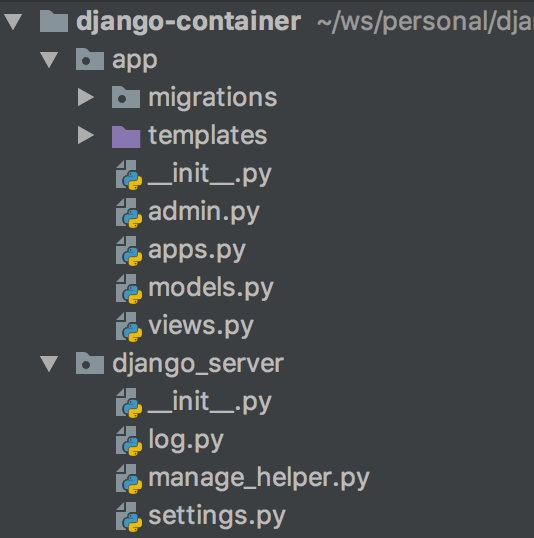 django-container ~/ws/personal/dja
app
migrations
templates
__init__.py
admin.py
apps.py
models.py
views.py
django_server
__init__.py
log.py
manage_helper.py
settings.py